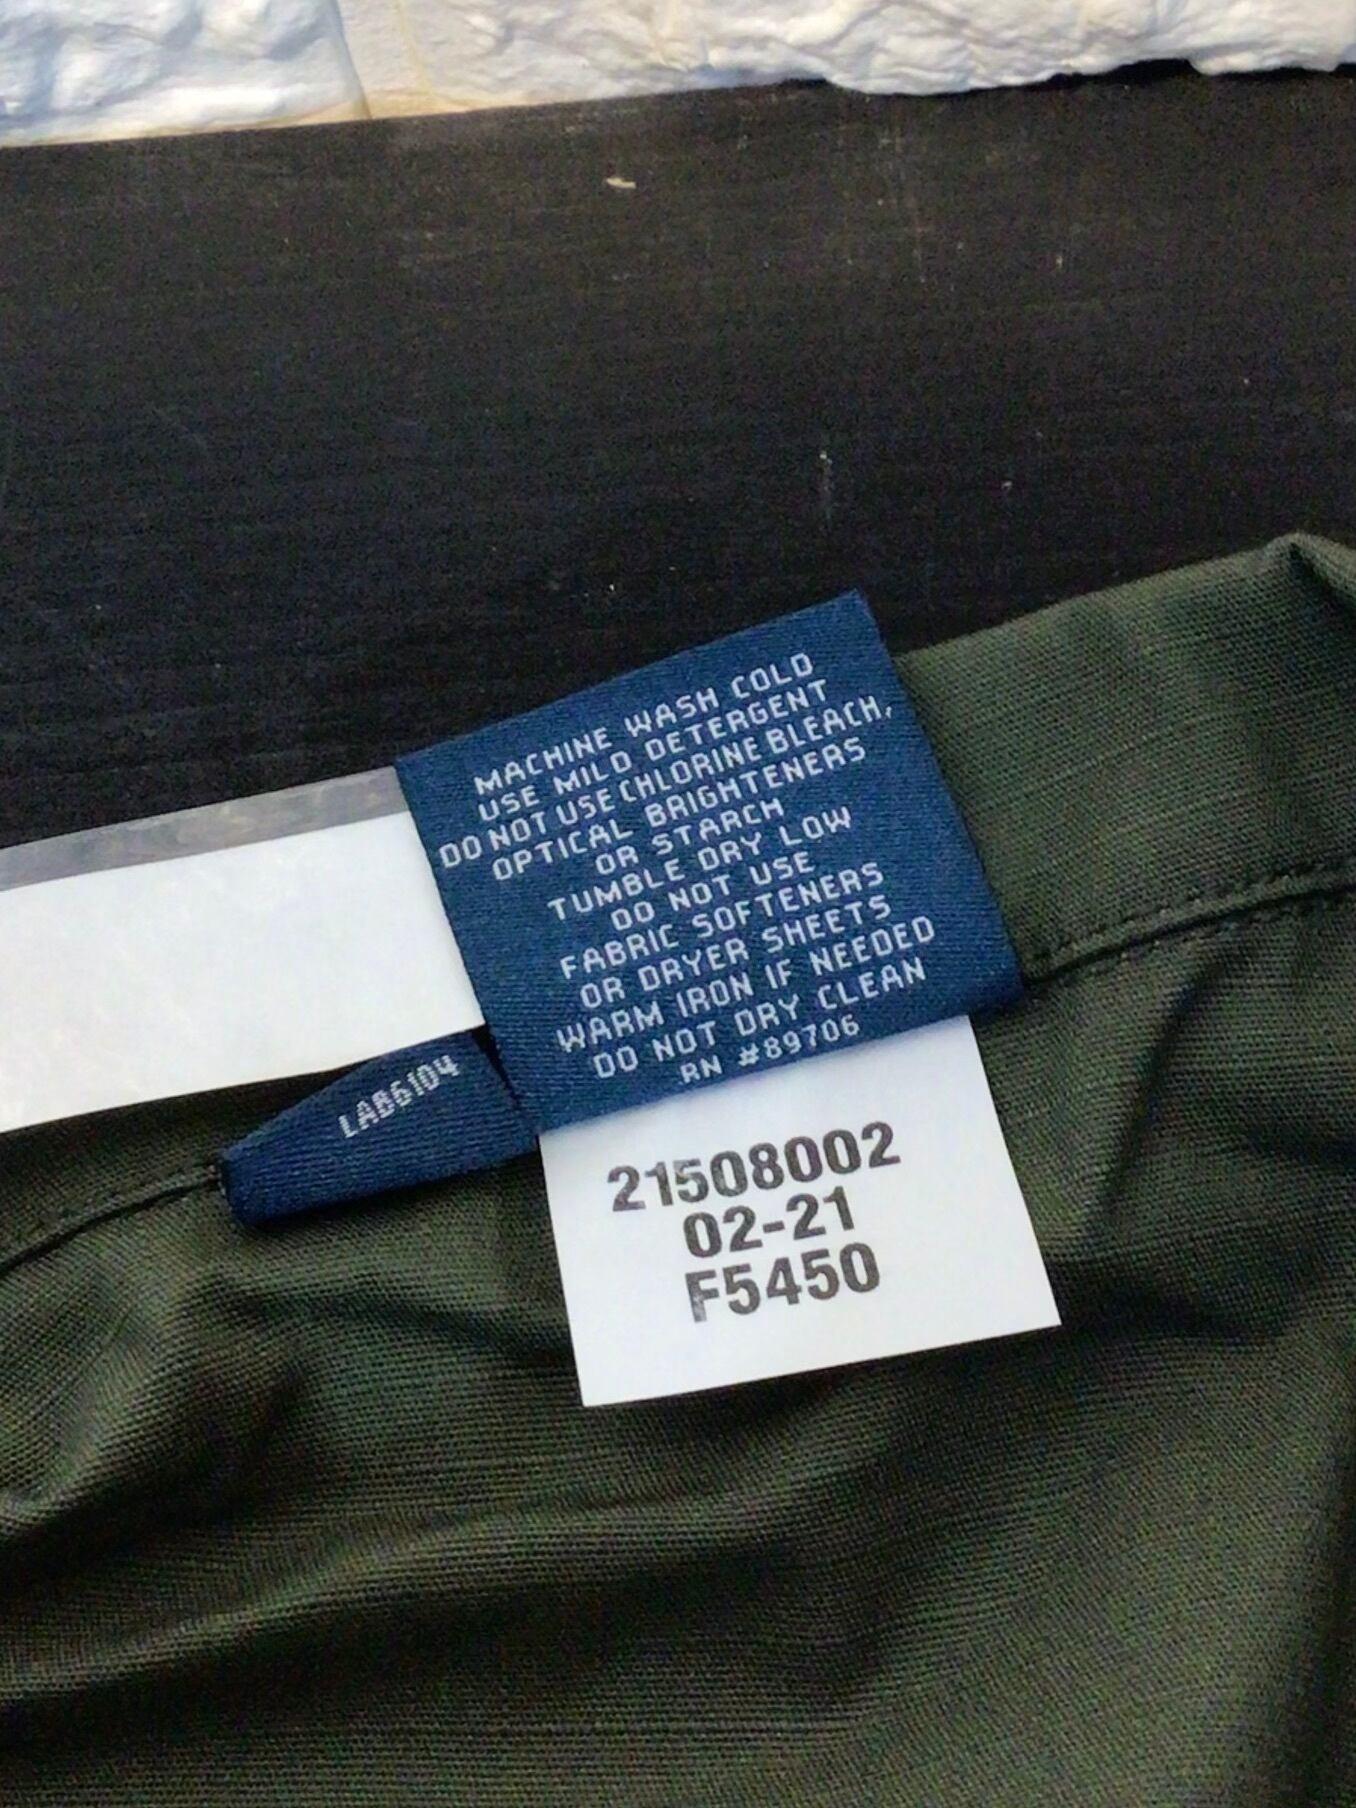 MACHINE WASH COLD
USE MILD DETERGENT
DO NOT USE CHLORINE BLEACH,
OPTICAL BRIGHTENERS
OR STARCH
TUMBLE DRY LOW
DO NOT USE
FABRIC SOFTENERS
OR DRYER SHEETS
WARM IRON IF NEEDED
DO NOT DRY CLEAN
RN #89706
LAB6104
21508002
02-21
F5450